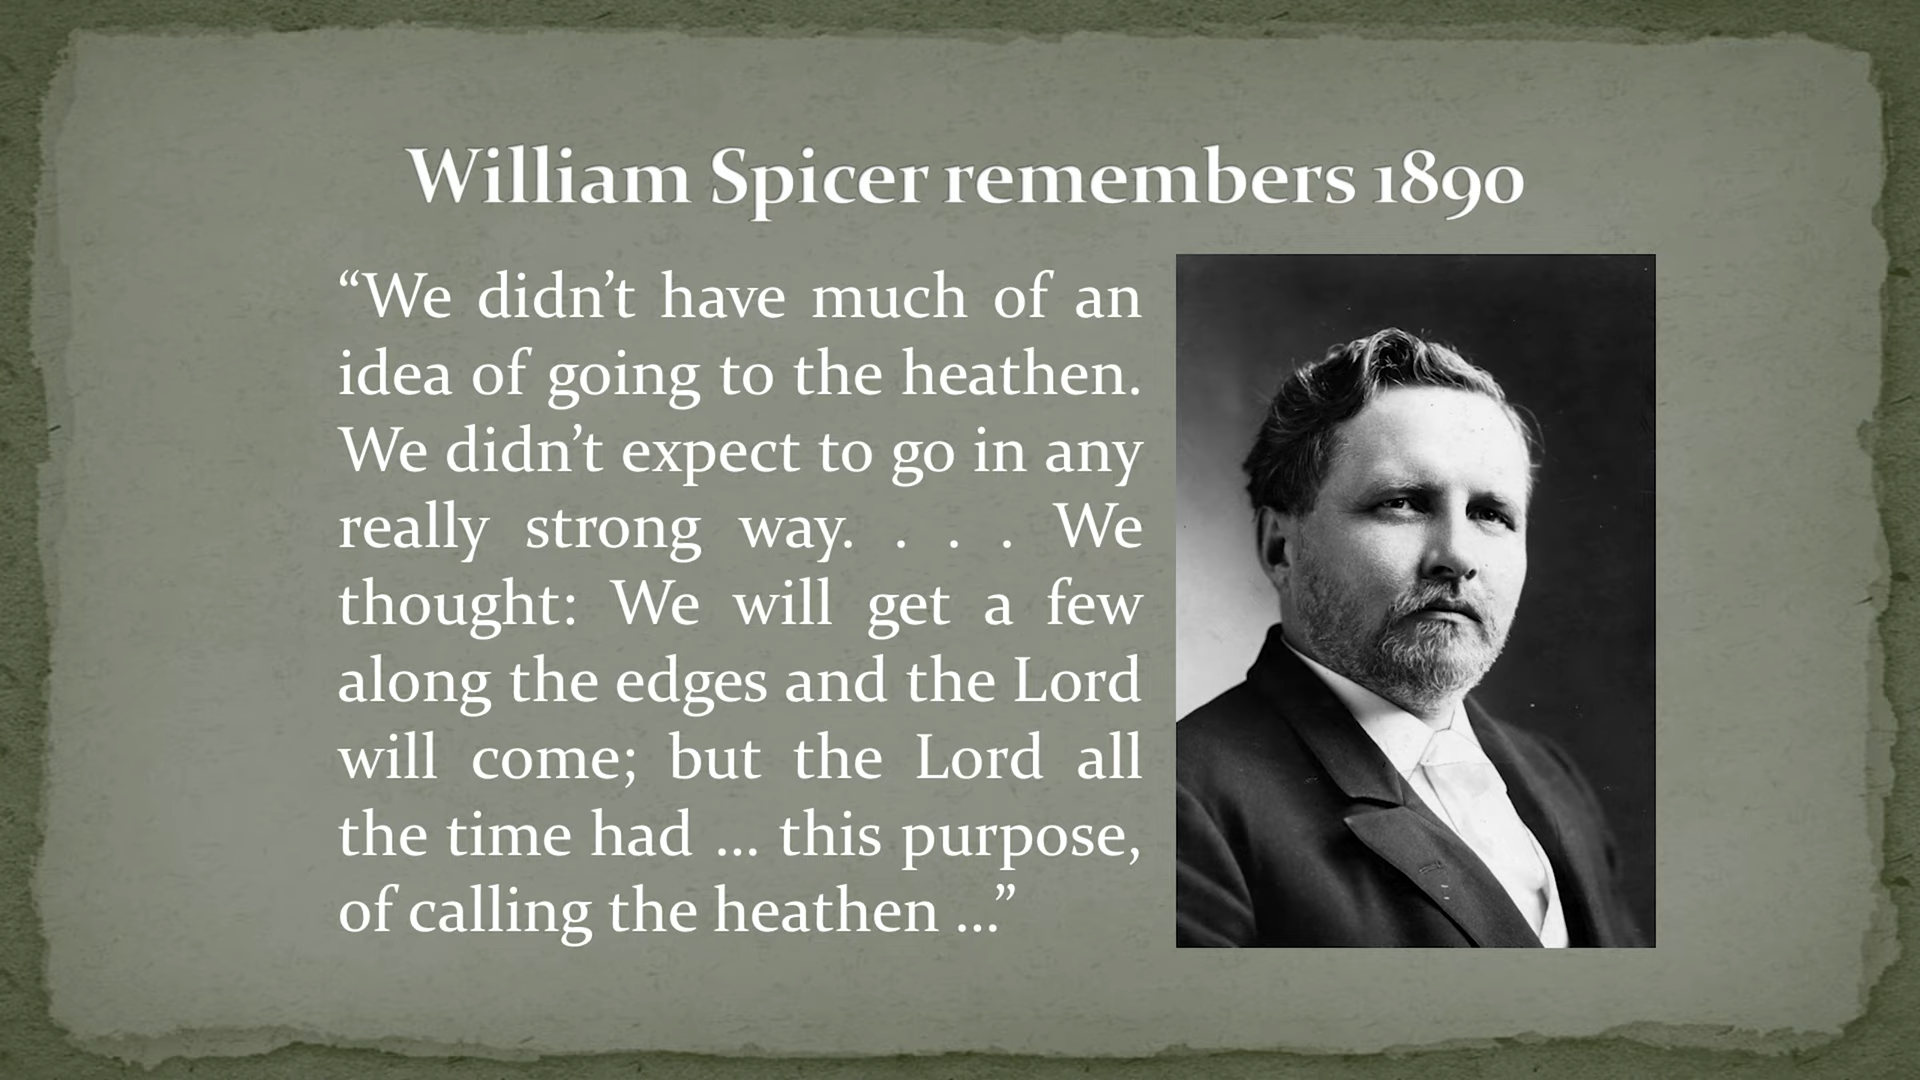 William Spicer remembers 1890
“We didn’t have much of an
idea of going to the heathen.
We didn’t expect to go in any
really strong way. . . . We
thought: We will get a few
along the edges and the Lord
will come; but the Lord all
the time had … this purpose,
of calling the heathen …”